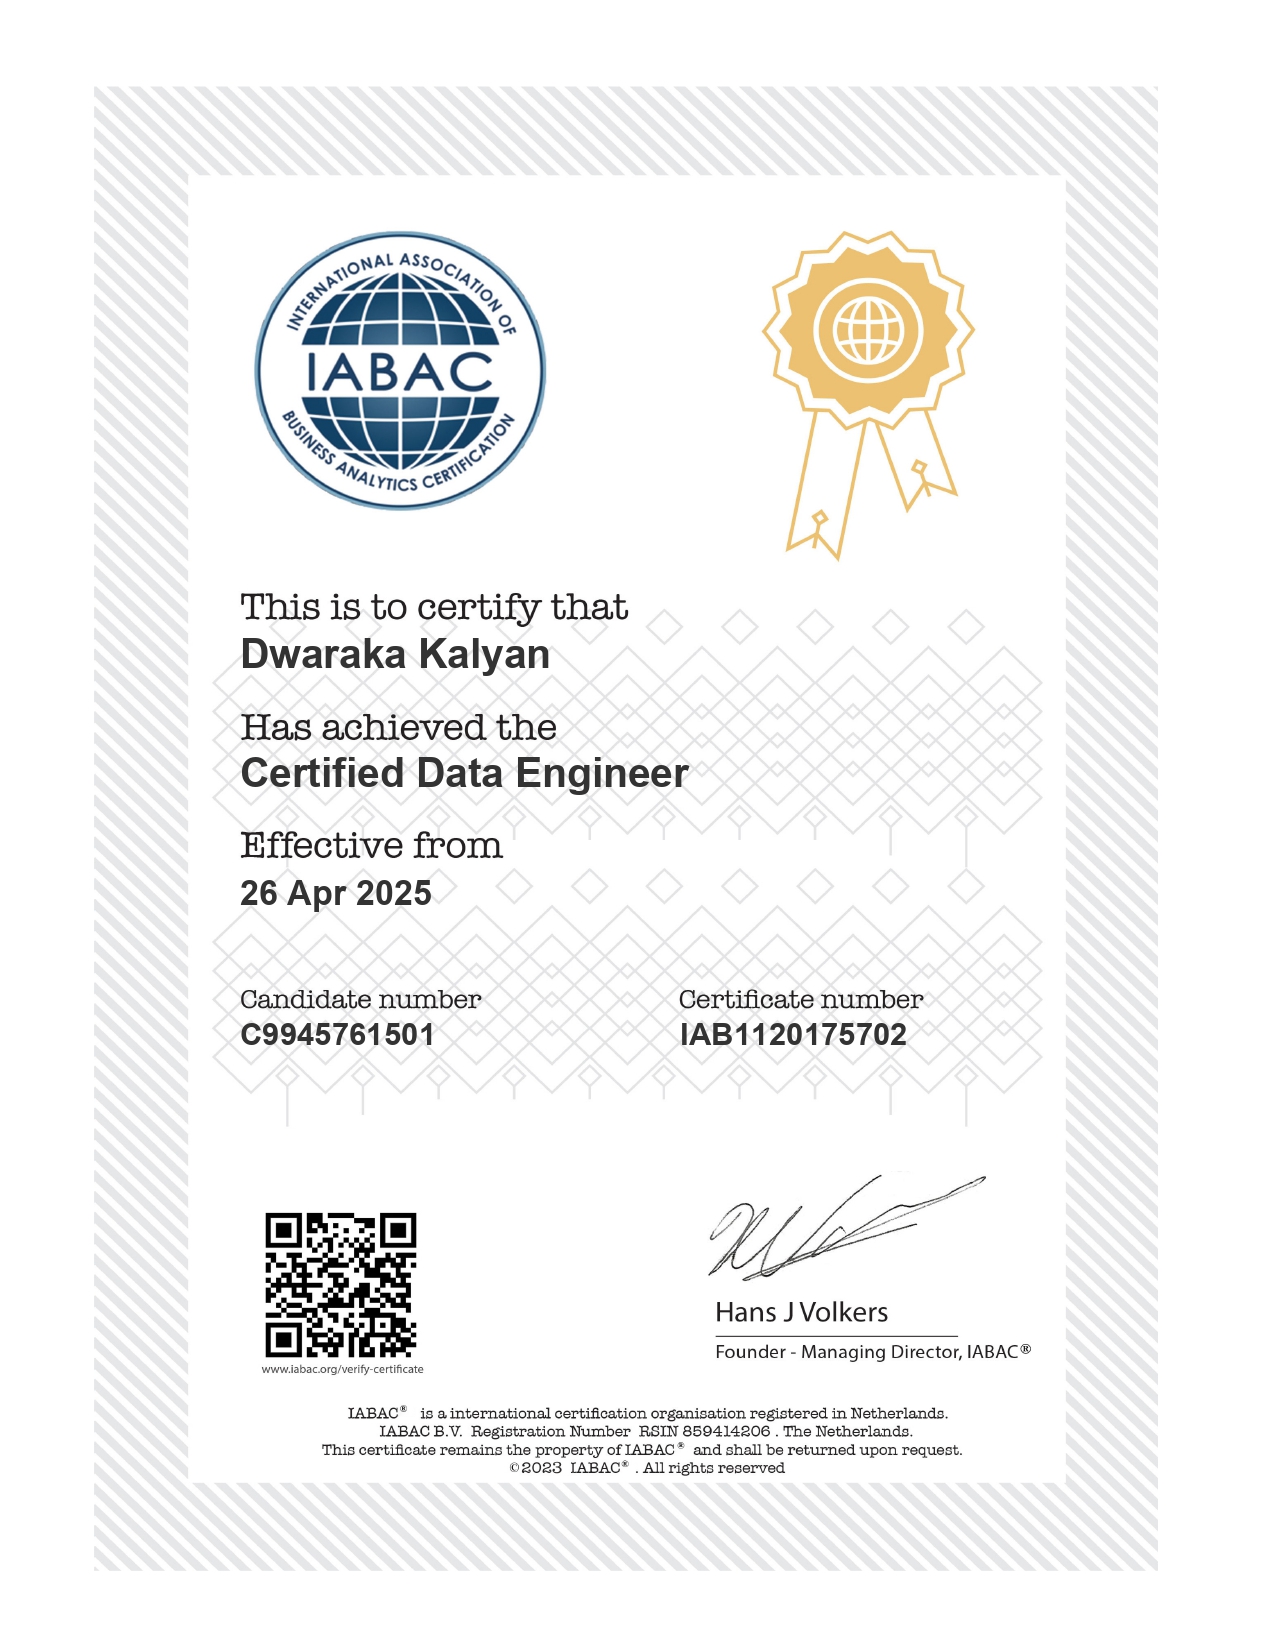 INTERNATIONAL ASSOCIATION OF
IABAC
BUSINESS ANALYTICS CERTIFICATION
This is to certify that
Dwaraka Kalyan
Has achieved the
Certified Data Engineer
Effective from
26 Apr 2025
Candidate number
C9945761501
Certificate number
IAB1120175702
www.iabac.org/verify-certificate
Hans J Volkers
Founder - Managing Director, IABAC®
IABAC® is a international certification organisation registered in Netherlands.
IABAC B.V. Registration Number RSIN 859414206 . The Netherlands.
This certificate remains the property of IABAC® and shall be returned upon request.
©2023 IABAC® . All rights reserved